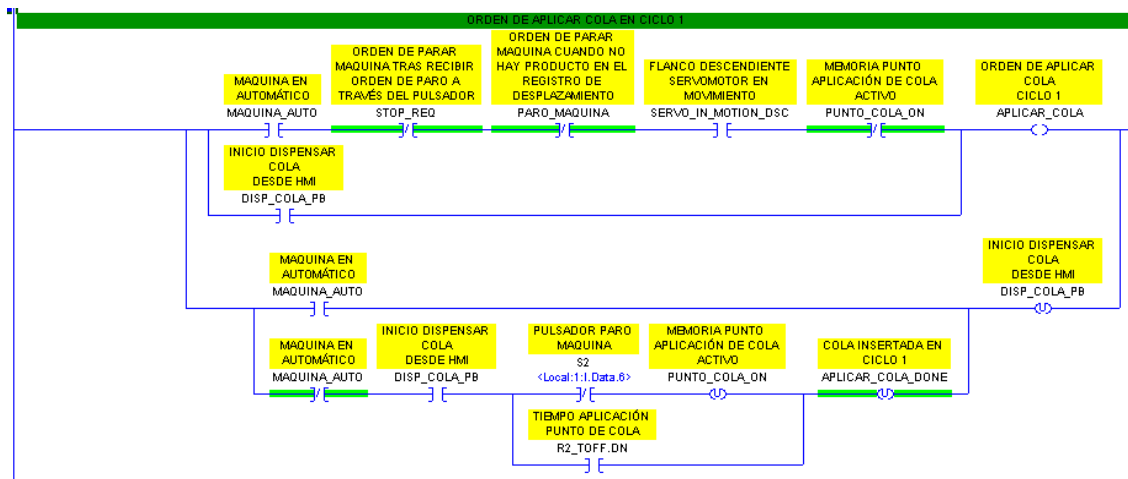 ORDEN DE APLICAR COLA EN CICLO 1
MAQUINA EN
AUTOMÁTICO
MAQUINA_AUTO
ORDEN DE PARAR
MAQUINA TRAS RECIBIR
ORDEN DE PARO A
TRAVÉS DEL PULSADOR
STOP_REQ
ORDEN DE PARAR
MAQUINA CUANDO NO
HAY PRODUCTO EN EL
REGISTRO DE
DESPLAZAMIENTO
PARO_MAQUINA
FLANCO DESCENDIENTE
SERVOMOTOR EN
MOVIMIENTO
SERVO_IN_MOTION_DSC
MEMORIA PUNTO
APLICACIÓN DE COLA
ACTIVO
PUNTO_COLA_ON
ORDEN DE APLICAR
COLA
CICLO 1
APLICAR_COLA
INICIO DISPENSAR
COLA
DESDE HMI
DISP_COLA_PB
MAQUINA EN
AUTOMÁTICO
MAQUINA_AUTO
INICIO DISPENSAR
COLA
DESDE HMI
DISP_COLA_PB
U
MAQUINA EN
AUTOMÁTICO
MAQUINA_AUTO
INICIO DISPENSAR
COLA
DESDE HMI
DISP_COLA_PB
PULSADOR PARO
MAQUINA
S2
<Local:1:I.Data.6>
MEMORIA PUNTO
APLICACIÓN DE COLA
ACTIVO
PUNTO_COLA_ON
U
COLA INSERTADA EN
CICLO 1
APLICAR_COLA_DONE
U
TIEMPO APLICACIÓN
PUNTO DE COLA
R2_TOFF.DN